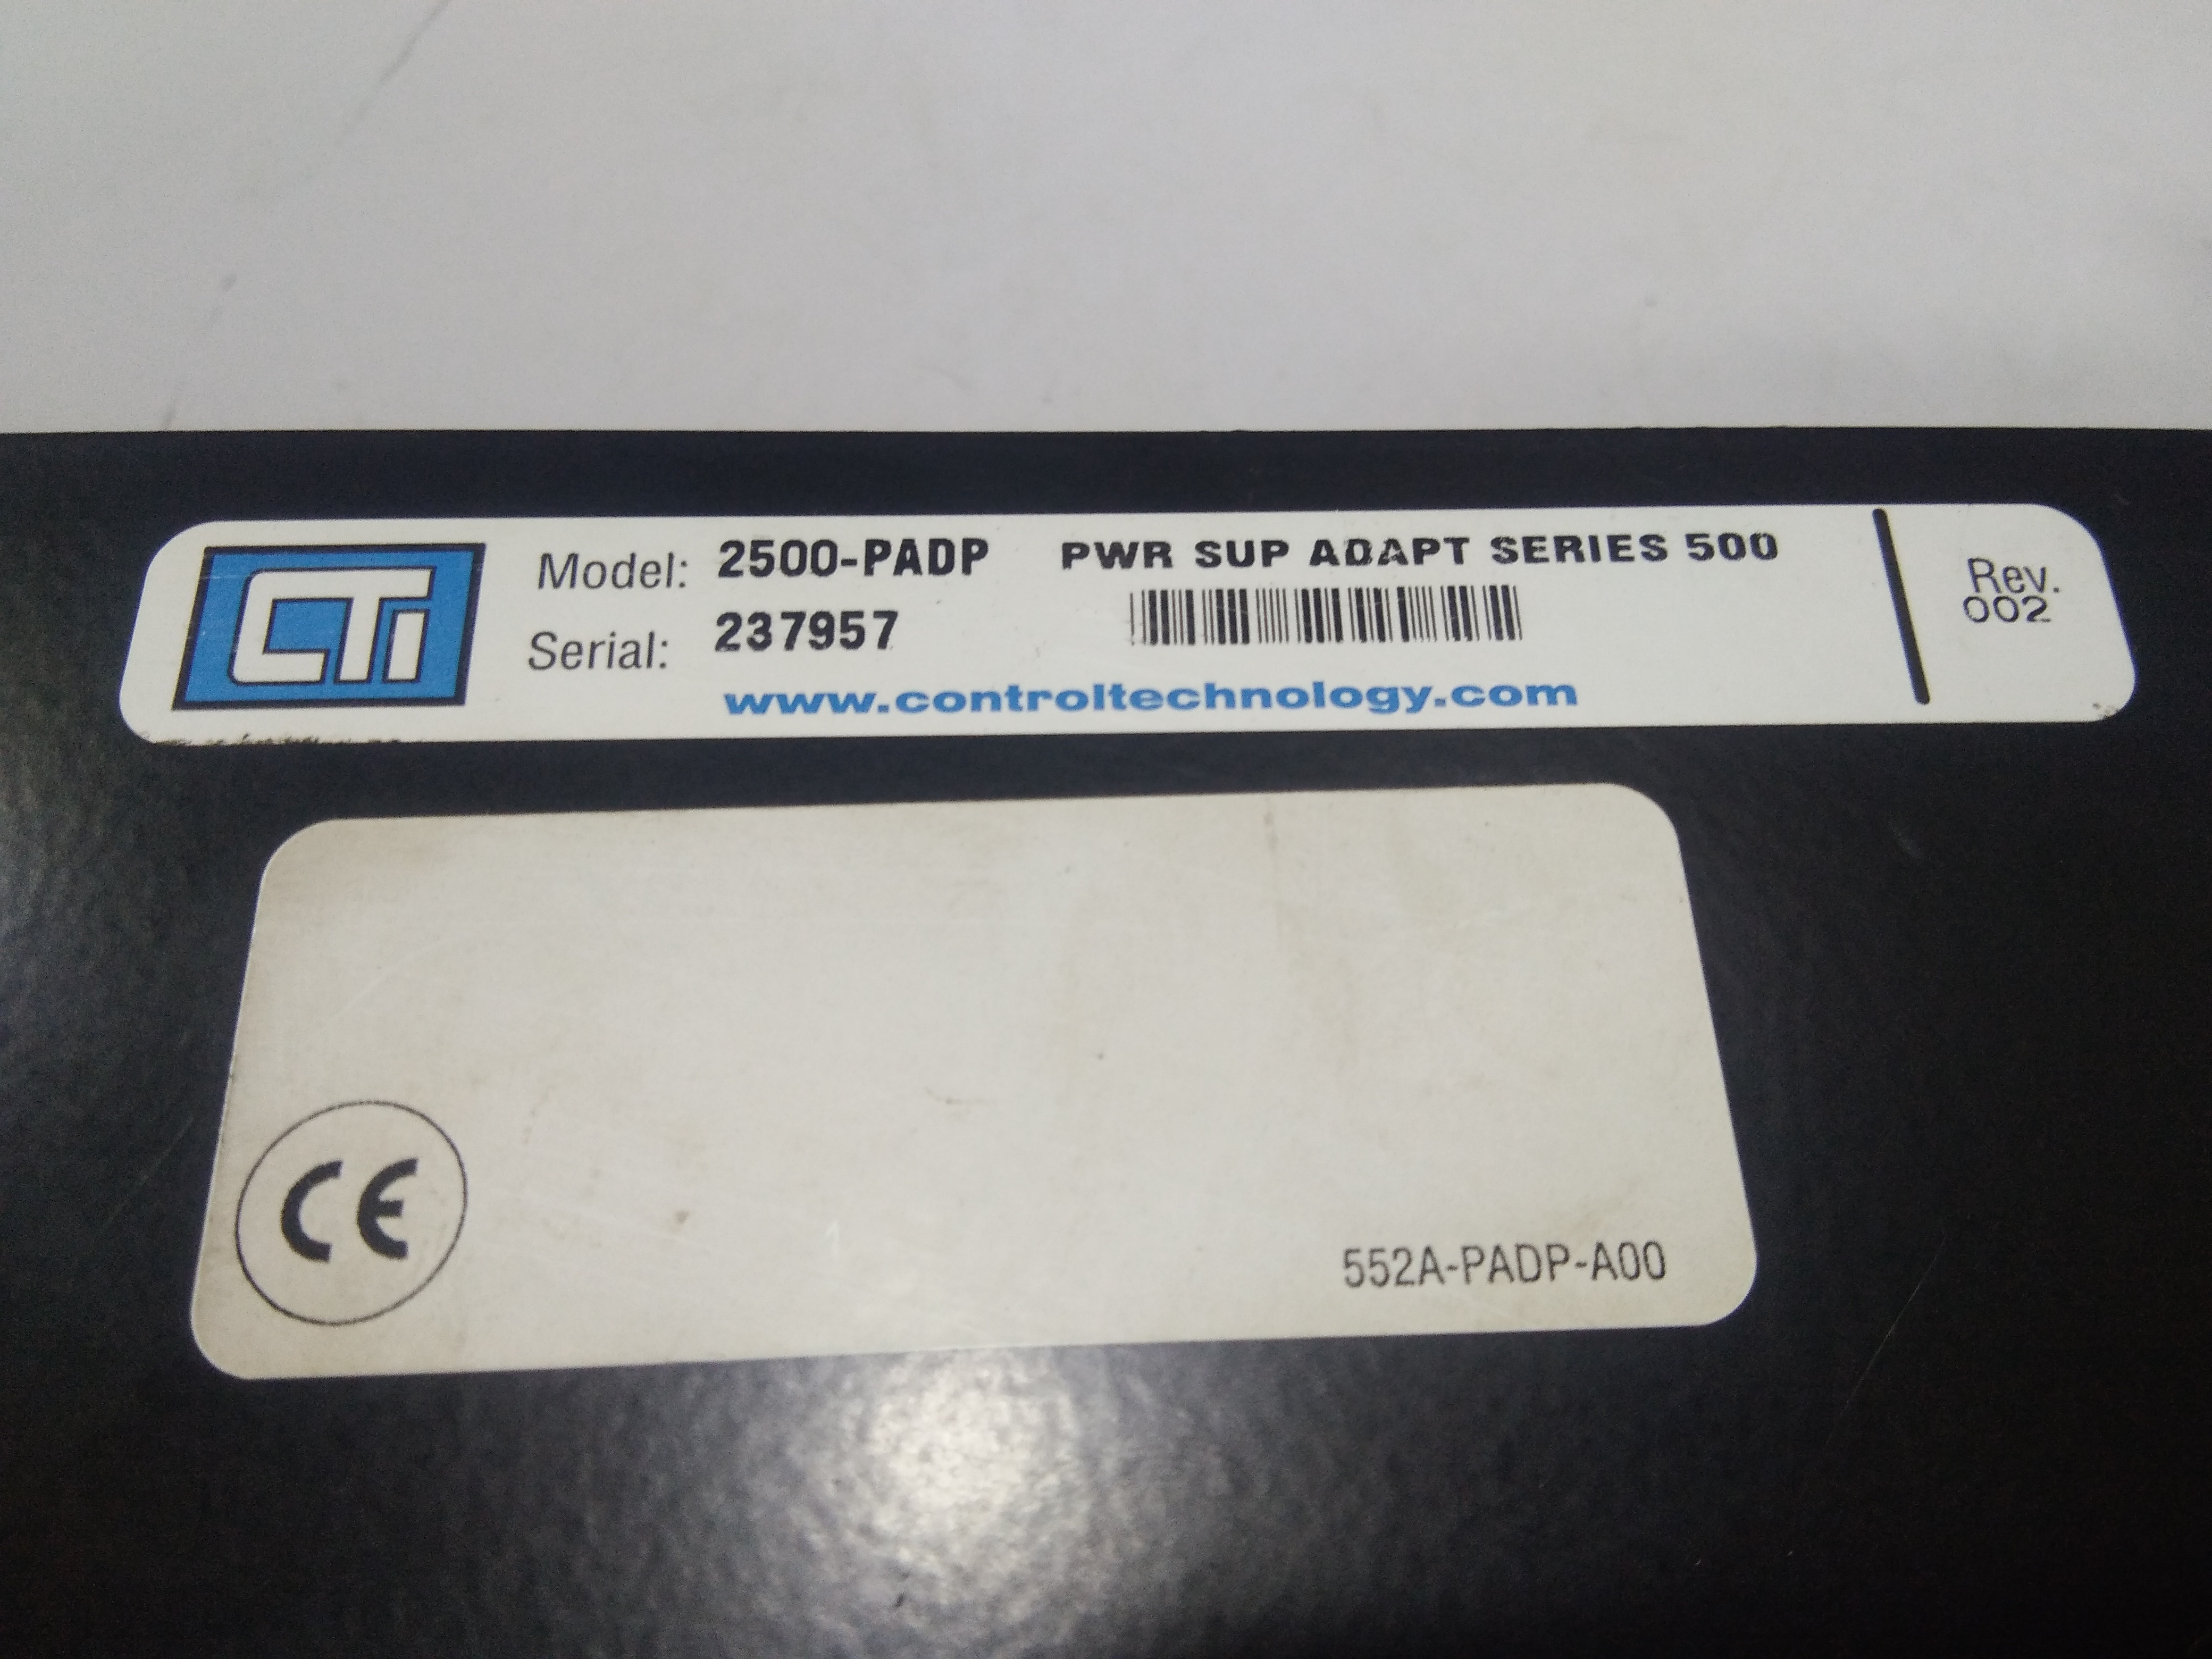 CTi
Model: 2500-PADP PWR SUP ADAPT SERIES 500
Serial: 237957
www.controltechnology.com
Rev.
002
CE
552A-PADP-A00